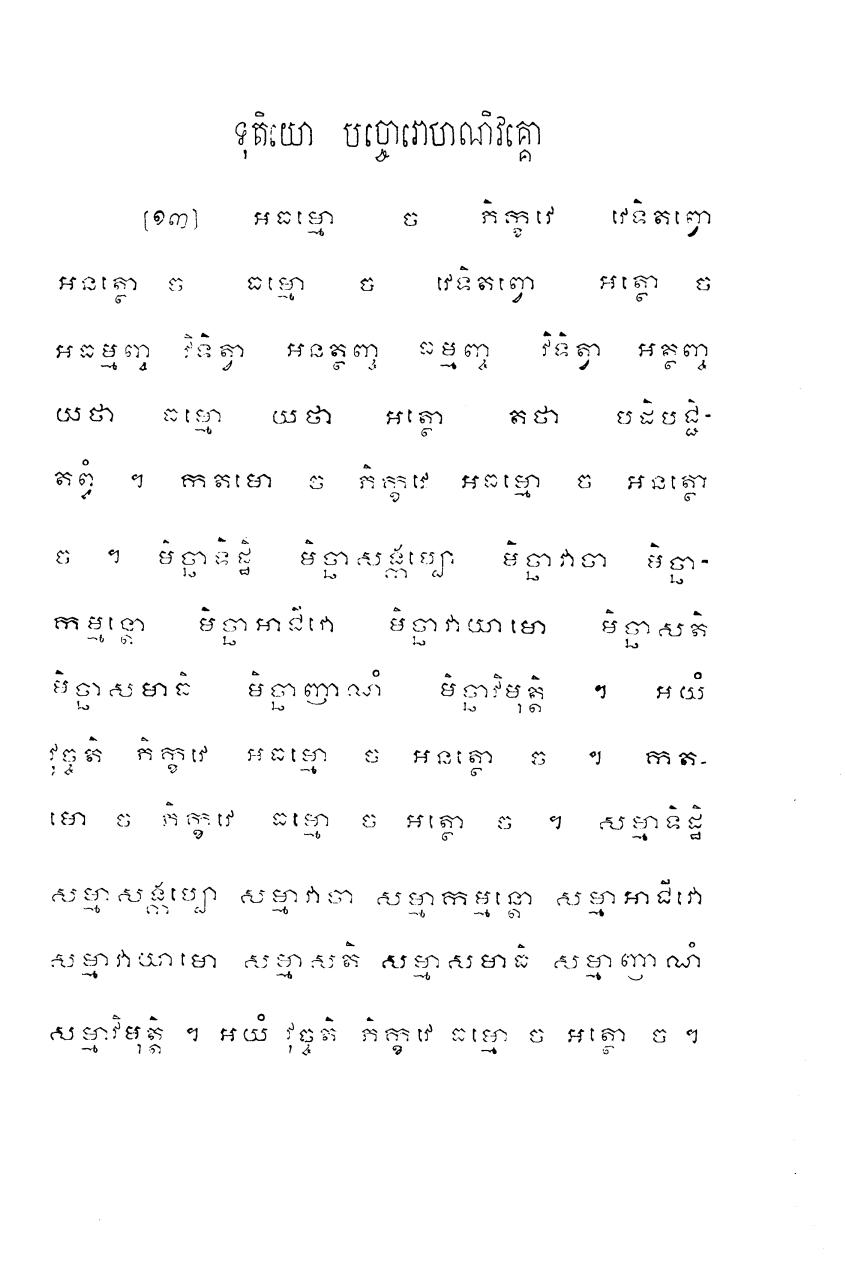 ទុតិយោ បច្ចោរោហណិវគ្គោ
[១៣] អធម្មោ ច ភិក្ខវេ វេទិតព្វោ
អនត្ថោ ច ធម្មោ ច វេទិតព្វោ អត្ថោ ច
អធម្មញ្ច វិទិត្វា អនត្ថញ្ច ធម្មញ្ច វិទិត្វា អត្ថញ្ច
យថា ធម្មោ យថា អត្ថោ តថា បដិបជ្ជិ-
តព្វំ ។ កតមោ ច ភិក្ខវេ អធម្មោ ច អនត្ថោ
ច ។ មិច្ឆាទិដ្ឋិ មិច្ឆាសង្កប្បោ មិច្ឆាវាចា មិច្ឆា-
កម្មន្តោ មិច្ឆាអាជីវោ មិច្ឆាវាយាមោ មិច្ឆាសតិ
មិច្ឆាសមាធិ មិច្ឆាញាណំ មិច្ឆាវិមុត្តិ ។ អយំ
វុច្ចតិ ភិក្ខវេ អធម្មោ ច អនត្ថោ ច ។ កត-
មោ ច ភិក្ខវេ ធម្មោ ច អត្ថោ ច ។ សម្មាទិដ្ឋិ
សម្មាសង្កប្បោ សម្មាវាចា សម្មាកម្មន្តោ សម្មាអាជីវោ
សម្មាវាយាមោ សម្មាសតិ សម្មាសមាធិ សម្មាញាណំ
សម្មាវិមុត្តិ ។ អយំ វុច្ចតិ ភិក្ខវេ ធម្មោ ច អត្ថោ ច ។